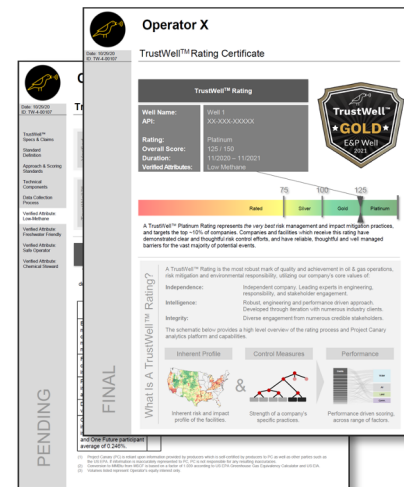 Operator X
Date: 10/20/20
ID: TW-4-00107
TrustWell™ Rating Certificate
TrustWell™ Rating
Well Name: Well 1
API: XX-XXX-XXXXX
Rating: Platinum
Overall Score: 125 / 150
Duration: 11/2020 – 11/2021
Verified Attributes: Low Methane
TrustWell™
GOLD
E&P Well
2021
75 100 125
Rated Silver Gold Platinum
A TrustWell™ Platinum Rating represents the very best risk management and impact mitigation practices,
and targets the top ~10% of companies. Companies and facilities which receive this rating have
demonstrated clear and thoughtful risk control efforts, and have reliable, thoughtful and well managed
barriers for the vast majority of potential events.
What Is A TrustWell™ Rating?
A TrustWell™ Rating is the most robust mark of quality and achievement in oil & gas operations,
risk mitigation and environmental responsibility, utilizing our company's core values of:
Independence: Independent company. Leading experts in engineering,
responsibility, and stakeholder engagement.
Intelligence: Robust, engineering and performance driven approach.
Developed through iteration with numerous industry clients.
Integrity: Diverse engagement from numerous credible stakeholders.
The schematic below provides a high level overview of the rating process and Project Canary
analytics platform and capabilities.
Inherent Profile Control Measures Performance
&
Inherent risk and impact
profile of the facilities.
Strength of a company's
specific practices.
Performance driven scoring,
across range of factors.
FINAL
Date: 10/20/20
ID: TW-4-00107
TrustWell™
Specs & Claims
Standard
Definition
Approach & Scoring
Standards
Technical
Components
Data Collection
Process
Verified Attribute:
Low-Methane
Verified Attribute:
Freshwater Friendly
Verified Attribute:
Safe Operator
Verified Attribute:
Chemical Steward
PENDING
and One Future participant
average of 0.246%.